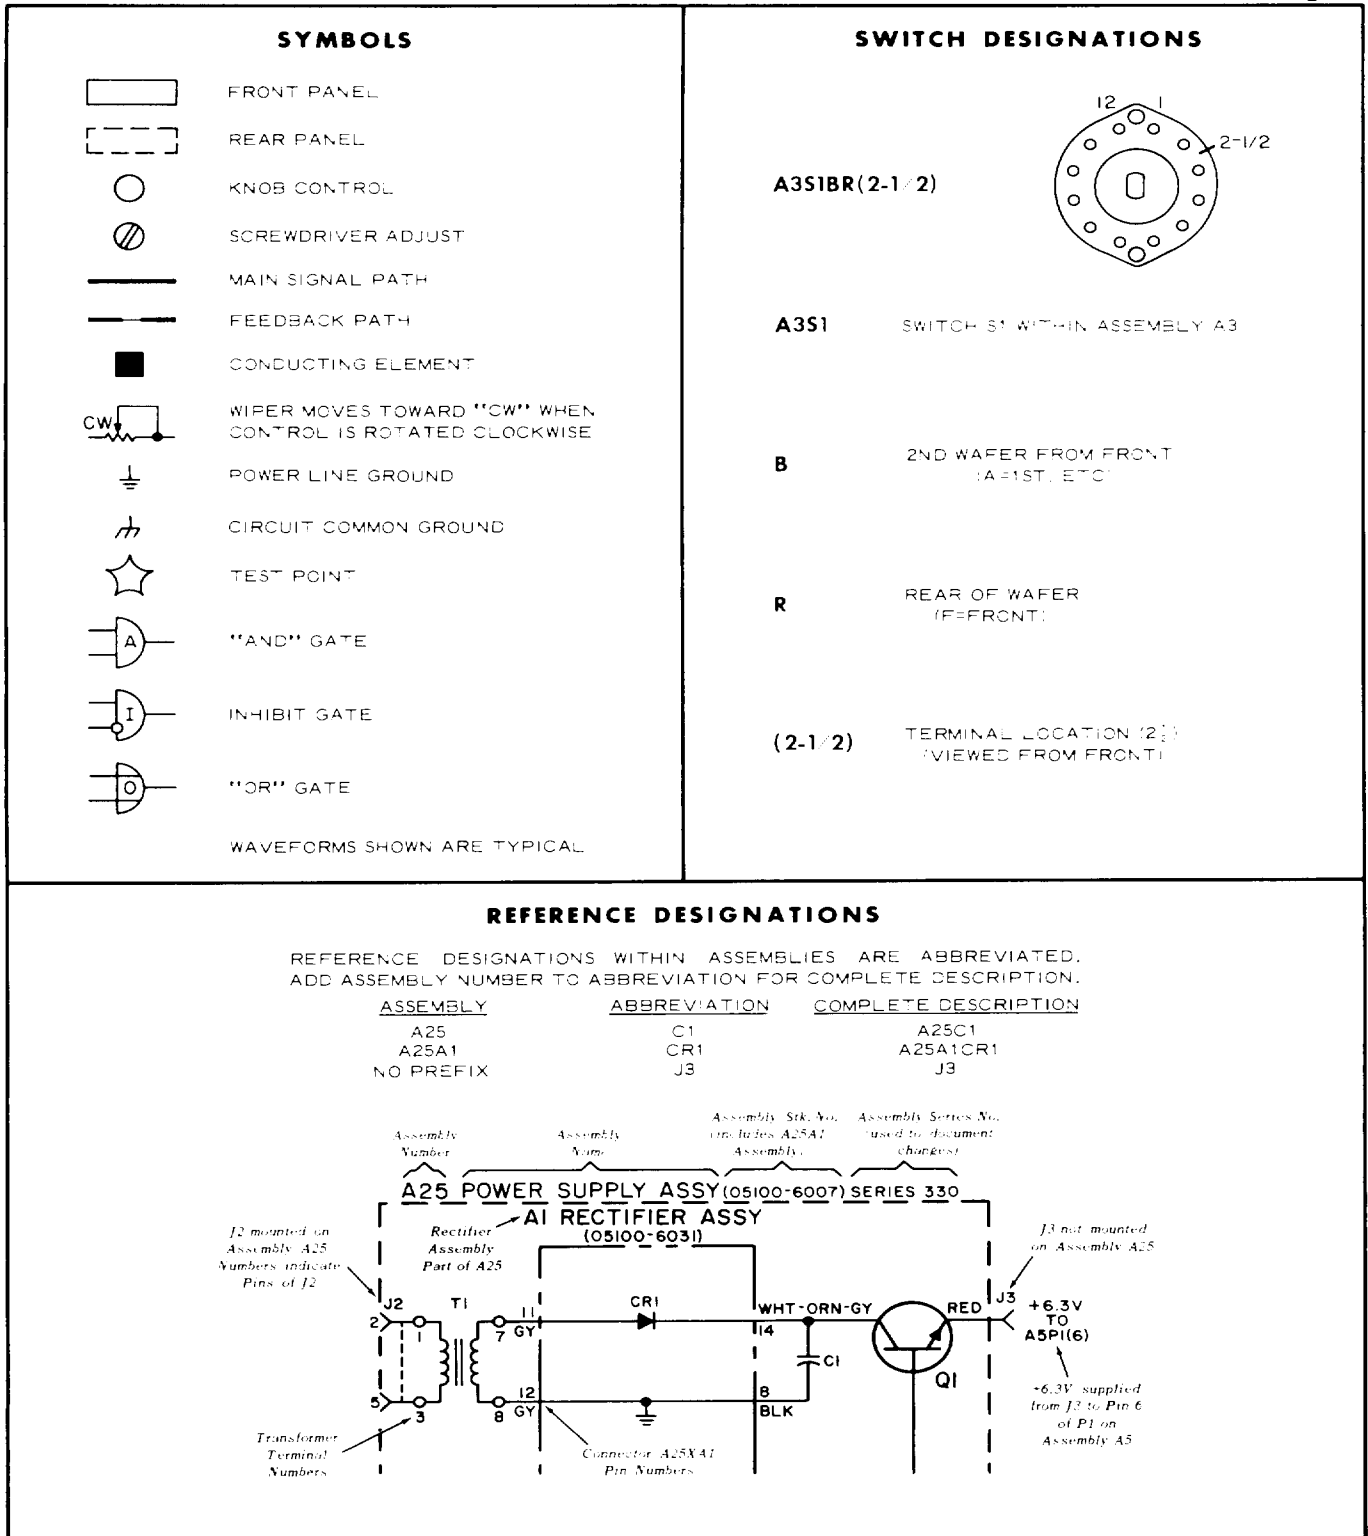 SYMBOLS
FRONT PANEL
REAR PANEL
KNOB CONTROL
SCREWDRIVER ADJUST
MAIN SIGNAL PATH
FEEDBACK PATH
CONDUCTING ELEMENT
CW
WIPER MOVES TOWARD "CW" WHEN
CONTROL IS ROTATED CLOCKWISE
POWER LINE GROUND
CIRCUIT COMMON GROUND
TEST POINT
A
"AND" GATE
I
INHIBIT GATE
O
"OR" GATE
WAVEFORMS SHOWN ARE TYPICAL
SWITCH DESIGNATIONS
12 1
2-1/2
A3S1BR(2-1/2)
A3S1 SWITCH S1 WITHIN ASSEMBLY A3
B 2ND WAFER FROM FRONT
(A=1ST, ETC)
R REAR OF WAFER
(F=FRONT)
(2-1/2) TERMINAL LOCATION (2½)
(VIEWED FROM FRONT)
REFERENCE DESIGNATIONS
REFERENCE DESIGNATIONS WITHIN ASSEMBLIES ARE ABBREVIATED.
ADD ASSEMBLY NUMBER TO ABBREVIATION FOR COMPLETE DESCRIPTION.
ASSEMBLY ABBREVIATION COMPLETE DESCRIPTION
A25 C1 A25C1
A25A1 CR1 A25A1CR1
NO PREFIX J3 J3
Assembly
Number
Assembly
Name
Assembly Stk. No.
(includes A25A1
Assembly)
Assembly Series No.
(used to document
changes)
A25 POWER SUPPLY ASSY (05100-6007) SERIES 330
A1 RECTIFIER ASSY
(05100-6031)
J2 mounted on
Assembly A25
Numbers indicate
Pins of J2
Rectifier
Assembly
Part of A25
J3 not mounted
on Assembly A25
J2 T1 CR1 WHT-ORN-GY RED J3
2 1 7 11 GY 14
+6.3V
TO
A5P1(6)
C1
Q1
5 3 8 12 GY 8 BLK
+6.3V supplied
from J3 to Pin 6
of P1 on
Assembly A5
Transformer
Terminal
Numbers
Connector A25XA1
Pin Numbers